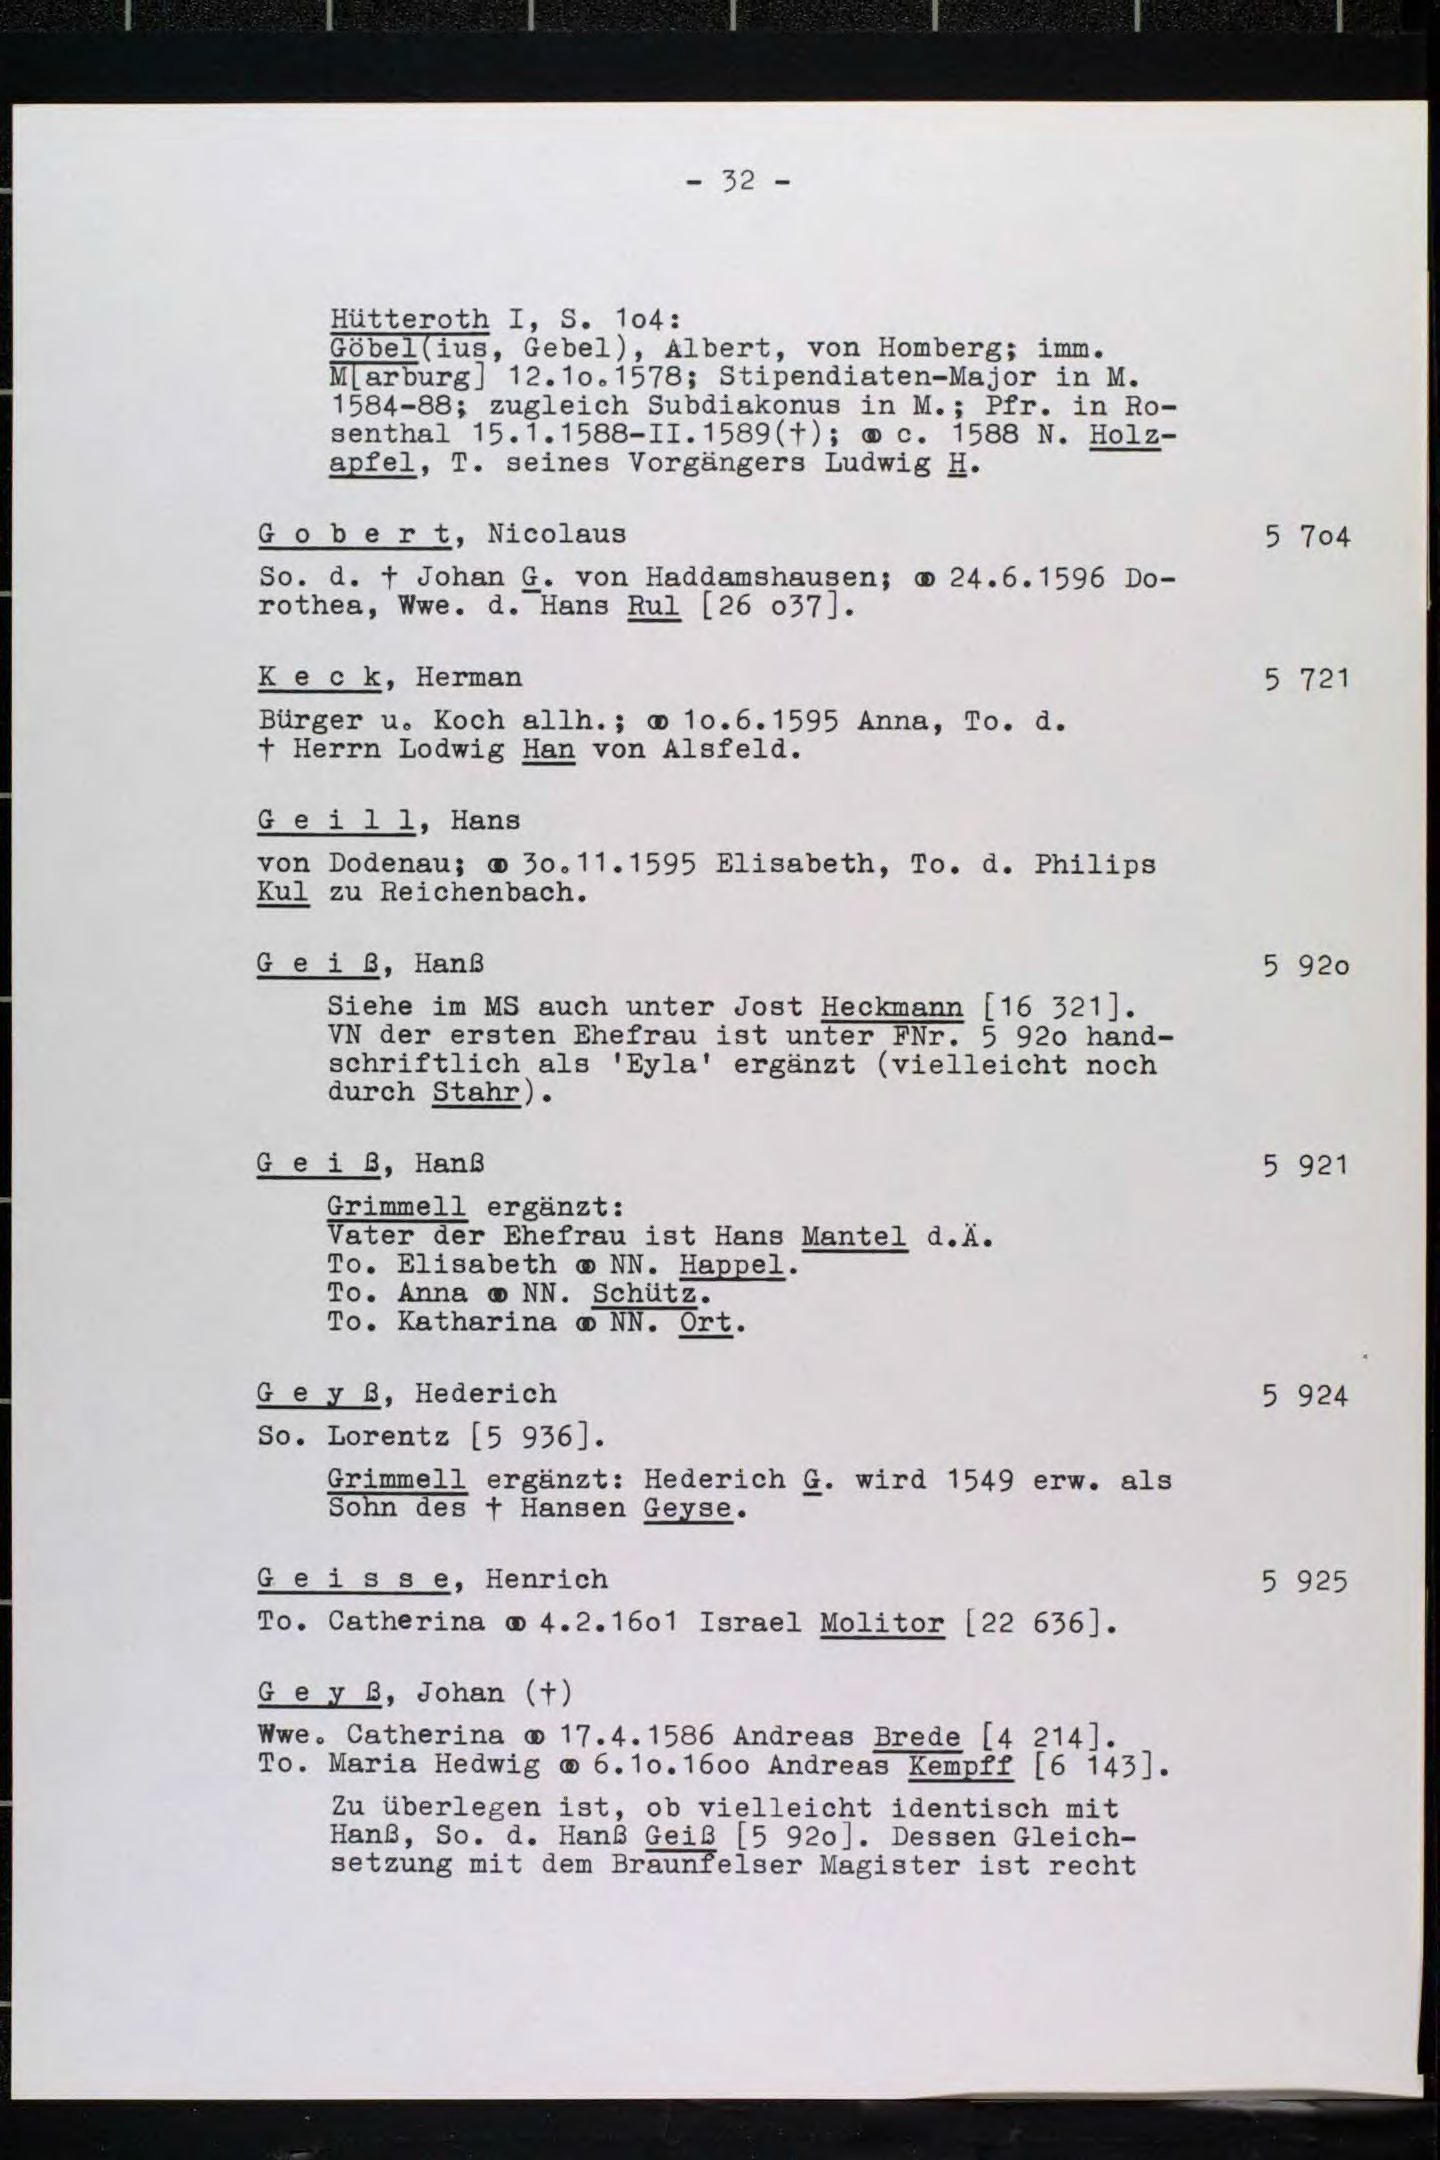 - 32 -
Hütteroth I, S. 1o4:
Göbel(ius, Gebel), Albert, von Homberg; imm.
M[arburg] 12.1o.1578; Stipendiaten-Major in M.
1584-88; zugleich Subdiakonus in M.; Pfr. in Ro-
senthal 15.1.1588-II.1589(†); ⚭ c. 1588 N. Holz-
apfel, T. seines Vorgängers Ludwig H.
G o b e r t, Nicolaus 5 7o4
So. d. † Johan G. von Haddamshausen; ⚭ 24.6.1596 Do-
rothea, Wwe. d. Hans Rul [26 o37].
K e c k, Herman 5 721
Bürger u. Koch allh.; ⚭ 1o.6.1595 Anna, To. d.
† Herrn Lodwig Han von Alsfeld.
G e i l l, Hans
von Dodenau; ⚭ 3o.11.1595 Elisabeth, To. d. Philips
Kul zu Reichenbach.
G e i ß, Hanß 5 92o
Siehe im MS auch unter Jost Heckmann [16 321].
VN der ersten Ehefrau ist unter FNr. 5 92o hand-
schriftlich als 'Eyla' ergänzt (vielleicht noch
durch Stahr).
G e i ß, Hanß 5 921
Grimmell ergänzt:
Vater der Ehefrau ist Hans Mantel d.Ä.
To. Elisabeth ⚭ NN. Happel.
To. Anna ⚭ NN. Schütz.
To. Katharina ⚭ NN. Ort.
G e y ß, Hederich 5 924
So. Lorentz [5 936].
Grimmell ergänzt: Hederich G. wird 1549 erw. als
Sohn des † Hansen Geyse.
G e i s s e, Henrich 5 925
To. Catherina ⚭ 4.2.16o1 Israel Molitor [22 636].
G e y ß, Johan (†)
Wwe. Catherina ⚭ 17.4.1586 Andreas Brede [4 214].
To. Maria Hedwig ⚭ 6.1o.16oo Andreas Kempff [6 143].
Zu überlegen ist, ob vielleicht identisch mit
Hanß, So. d. Hanß Geiß [5 92o]. Dessen Gleich-
setzung mit dem Braunfelser Magister ist recht